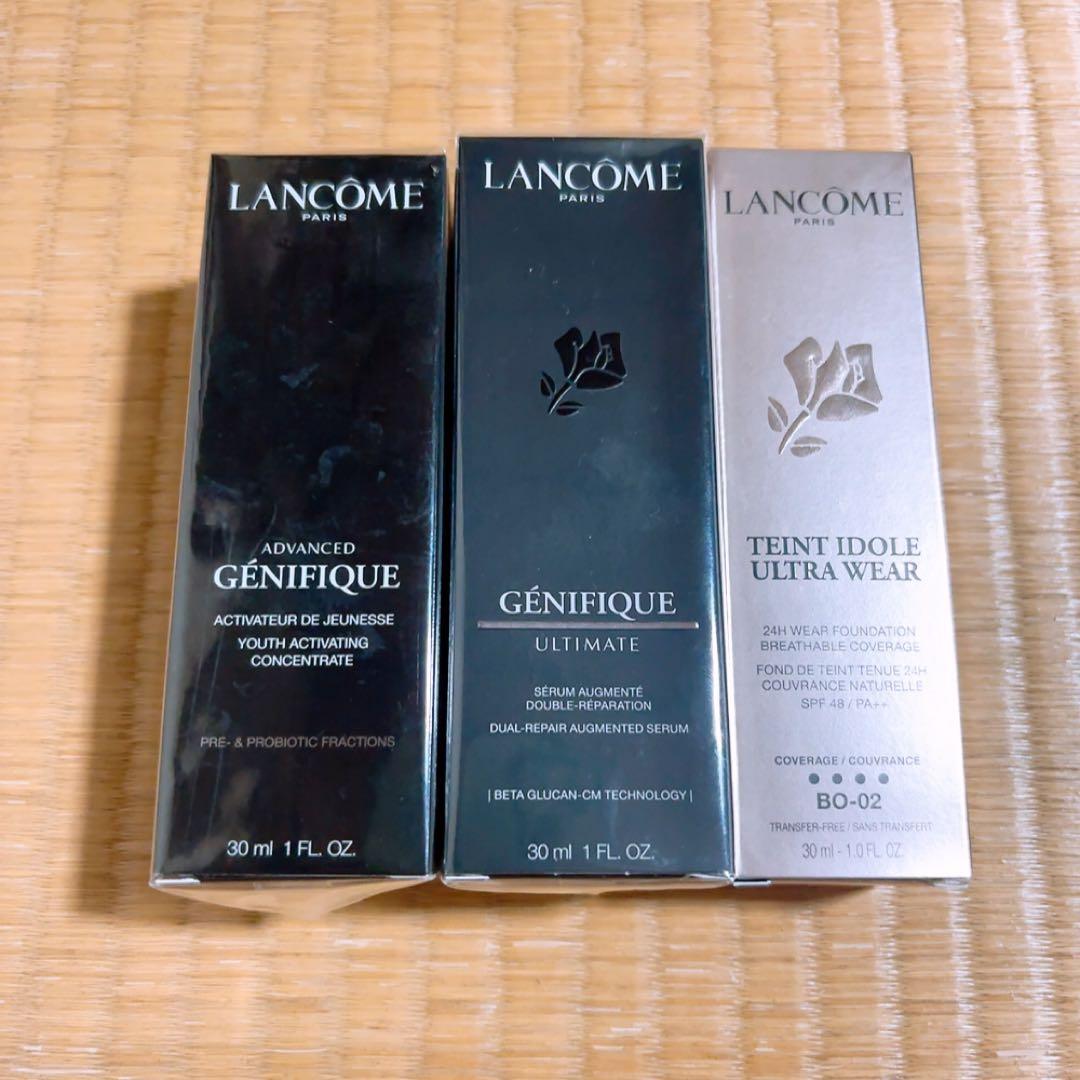 LANCÔME
PARIS
ADVANCED
GÉNIFIQUE
ACTIVATEUR DE JEUNESSE
YOUTH ACTIVATING
CONCENTRATE
PRE- & PROBIOTIC FRACTIONS
30 ml 1 FL. OZ.
LANCÔME
PARIS
GÉNIFIQUE
ULTIMATE
SÉRUM AUGMENTÉ
DOUBLE-RÉPARATION
DUAL-REPAIR AUGMENTED SERUM
| BETA GLUCAN-CM TECHNOLOGY |
30 ml 1 FL. OZ.
LANCÔME
PARIS
TEINT IDOLE
ULTRA WEAR
24H WEAR FOUNDATION
BREATHABLE COVERAGE
FOND DE TEINT TENUE 24H
COUVRANCE NATURELLE
SPF 48 / PA++
COVERAGE / COUVRANCE
BO-02
TRANSFER-FREE / SANS TRANSFERT
30 ml - 1.0 FL. OZ.